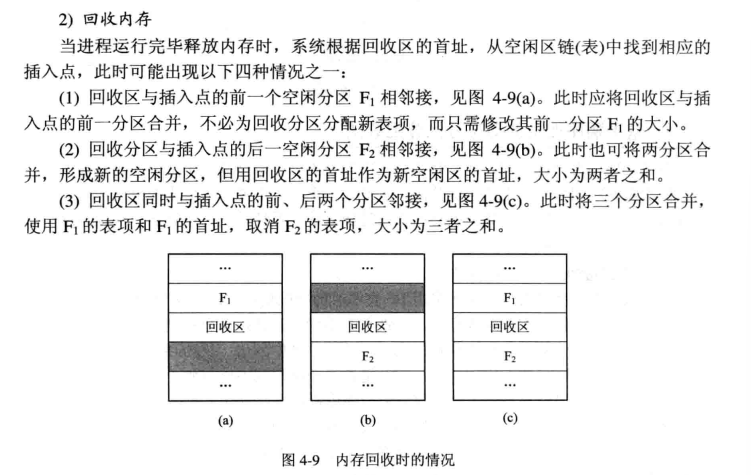 2) 回收内存
当进程运行完毕释放内存时，系统根据回收区的首址，从空闲区链(表)中找到相应的
插入点，此时可能出现以下四种情况之一：
(1) 回收区与插入点的前一个空闲分区 F₁ 相邻接，见图 4-9(a)。此时应将回收区与插
入点的前一分区合并，不必为回收分区分配新表项，而只需修改其前一分区 F₁ 的大小。
(2) 回收分区与插入点的后一空闲分区 F₂ 相邻接，见图 4-9(b)。此时也可将两分区合
并，形成新的空闲分区，但用回收区的首址作为新空闲区的首址，大小为两者之和。
(3) 回收区同时与插入点的前、后两个分区邻接，见图 4-9(c)。此时将三个分区合并，
使用 F₁ 的表项和 F₁ 的首址，取消 F₂ 的表项，大小为三者之和。
…
F₁
回收区
…
(a)
…
回收区
F₂
…
(b)
…
F₁
回收区
F₂
…
(c)
图 4-9 内存回收时的情况